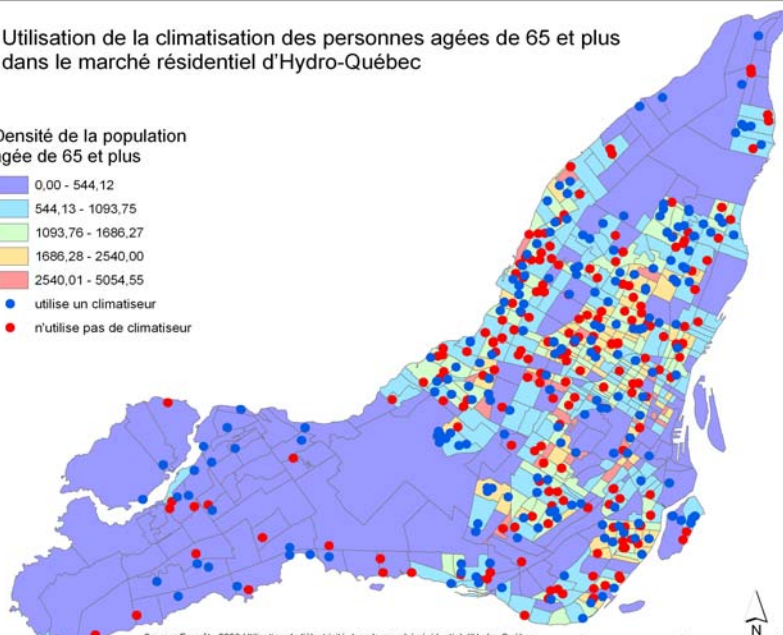 Utilisation de la climatisation des personnes agées de 65 et plus
dans le marché résidentiel d'Hydro-Québec
Densité de la population
agée de 65 et plus
0,00 - 544,12
544,13 - 1093,75
1093,76 - 1686,27
1686,28 - 2540,00
2540,01 - 5054,55
utilise un climatiseur
n'utilise pas de climatiseur
N